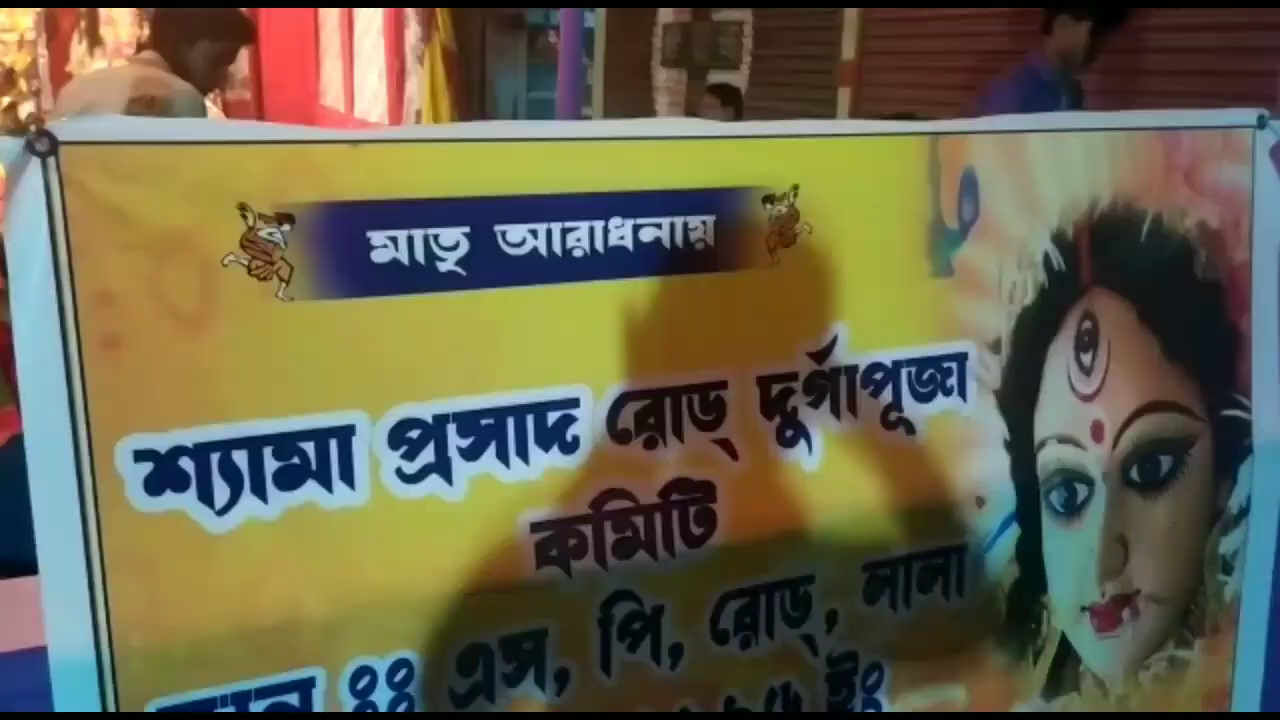 মাতৃ আরাধনায়
শ্যামা প্রসাদ রোড্ দুর্গাপূজা
কমিটি
স্থান ঃঃ এস, পি, রোড্, লালা
ইং